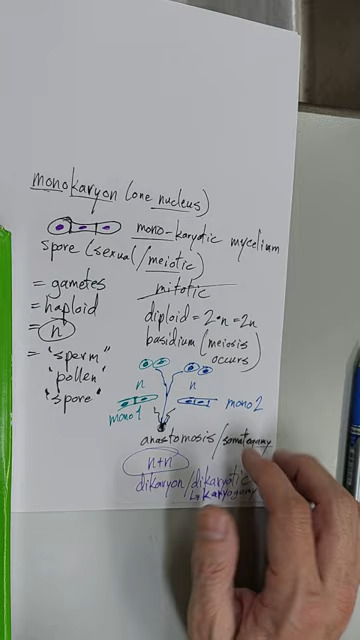 monokaryon (one nucleus)
mono-karyotic mycelium
spore (sexual/meiotic)
mitotic
= gametes
= haploid
= n
= "sperm"
"pollen"
"spore"
diploid = 2·n = 2n
basidium (meiosis
occurs)
n n
mono 1 mono 2
anastomosis/somatogamy
n+n
dikaryon/dikaryotic
↳ karyogamy